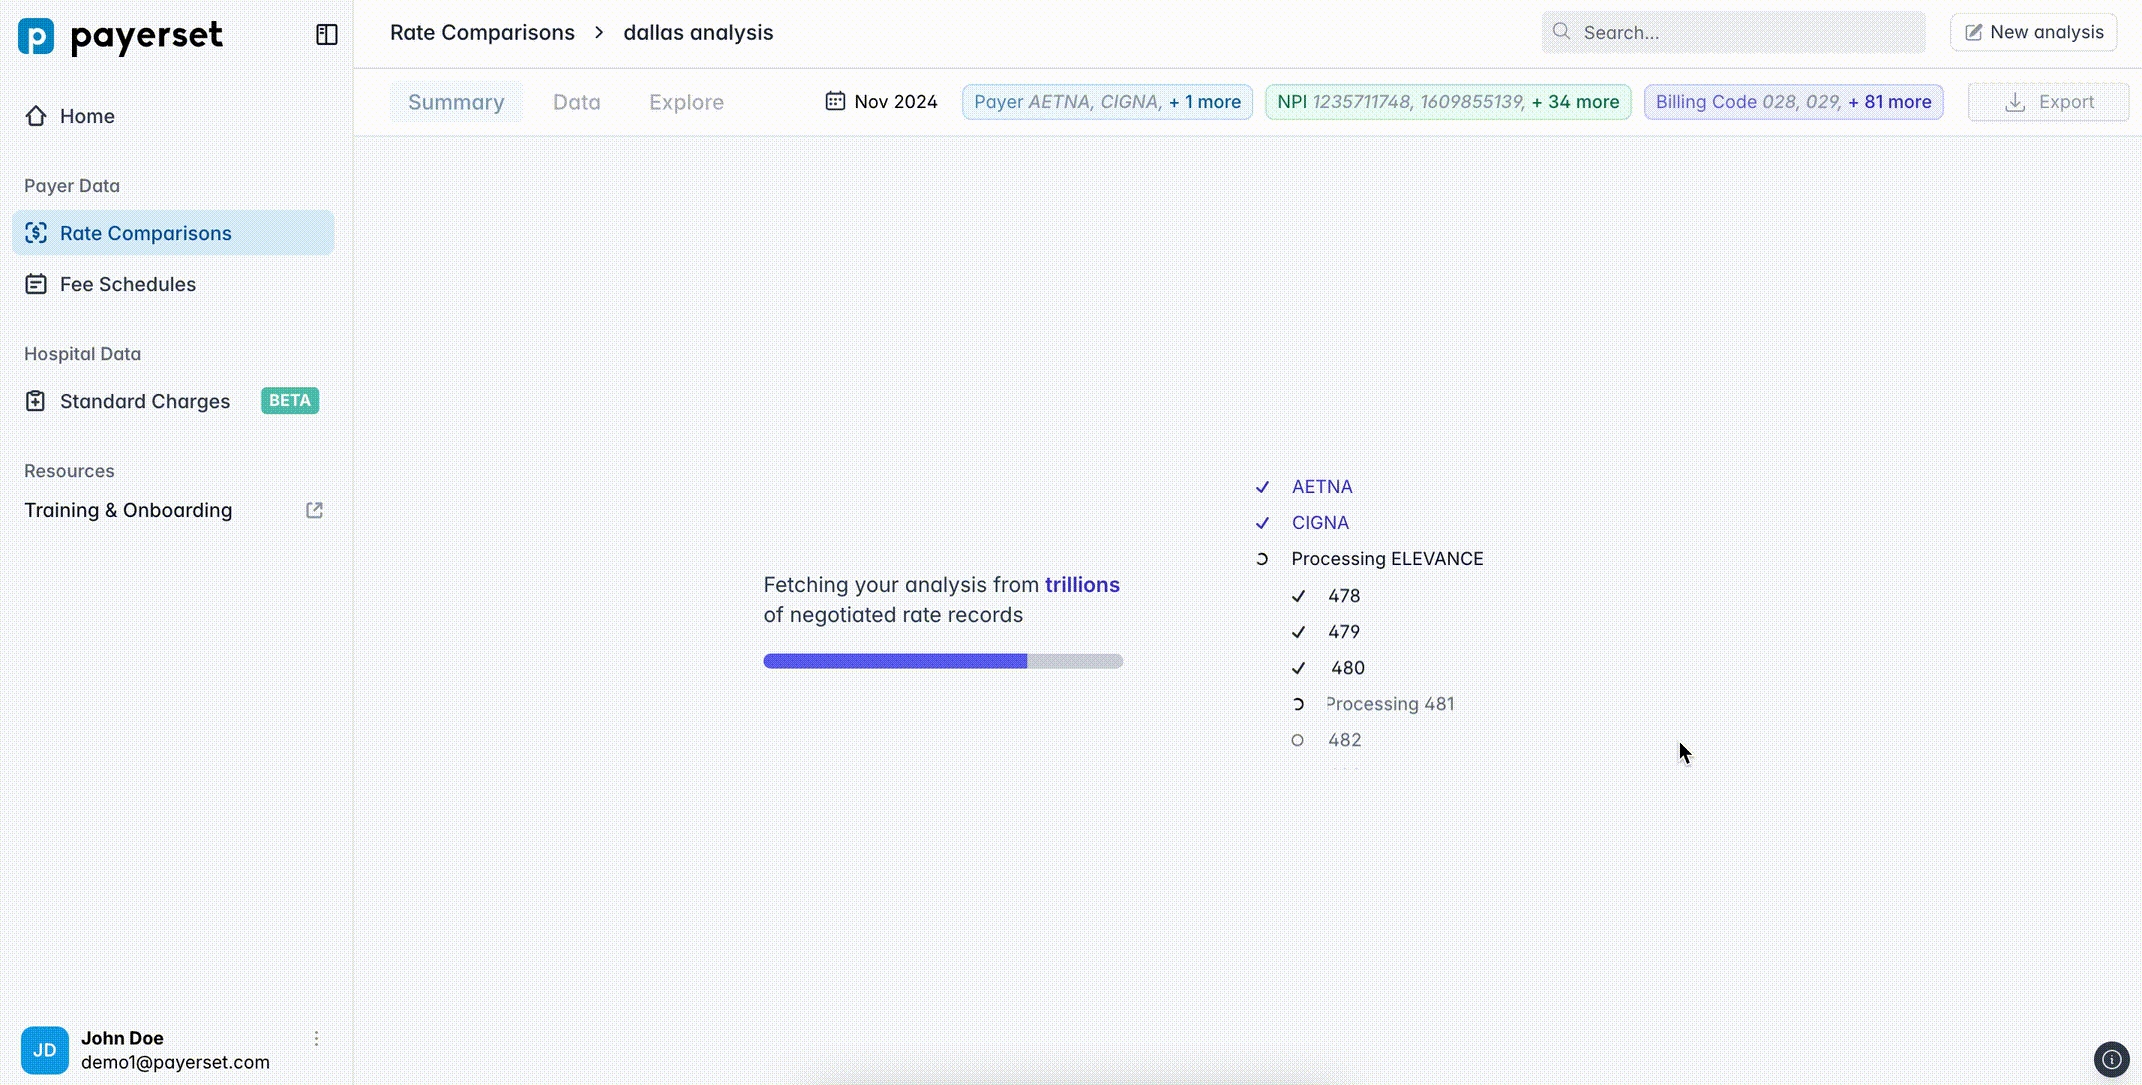 payerset
Home
Payer Data
Rate Comparisons
Fee Schedules
Hospital Data
Standard Charges BETA
Resources
Training & Onboarding
JD
John Doe
demo1@payerset.com
Rate Comparisons > dallas analysis
Search...
New analysis
Summary
Data
Explore
Nov 2024
Payer AETNA, CIGNA, + 1 more
NPI 1235711748, 1609855139, + 34 more
Billing Code 028, 029, + 81 more
Export
Fetching your analysis from trillions
of negotiated rate records
AETNA
CIGNA
Processing ELEVANCE
478
479
480
Processing 481
482